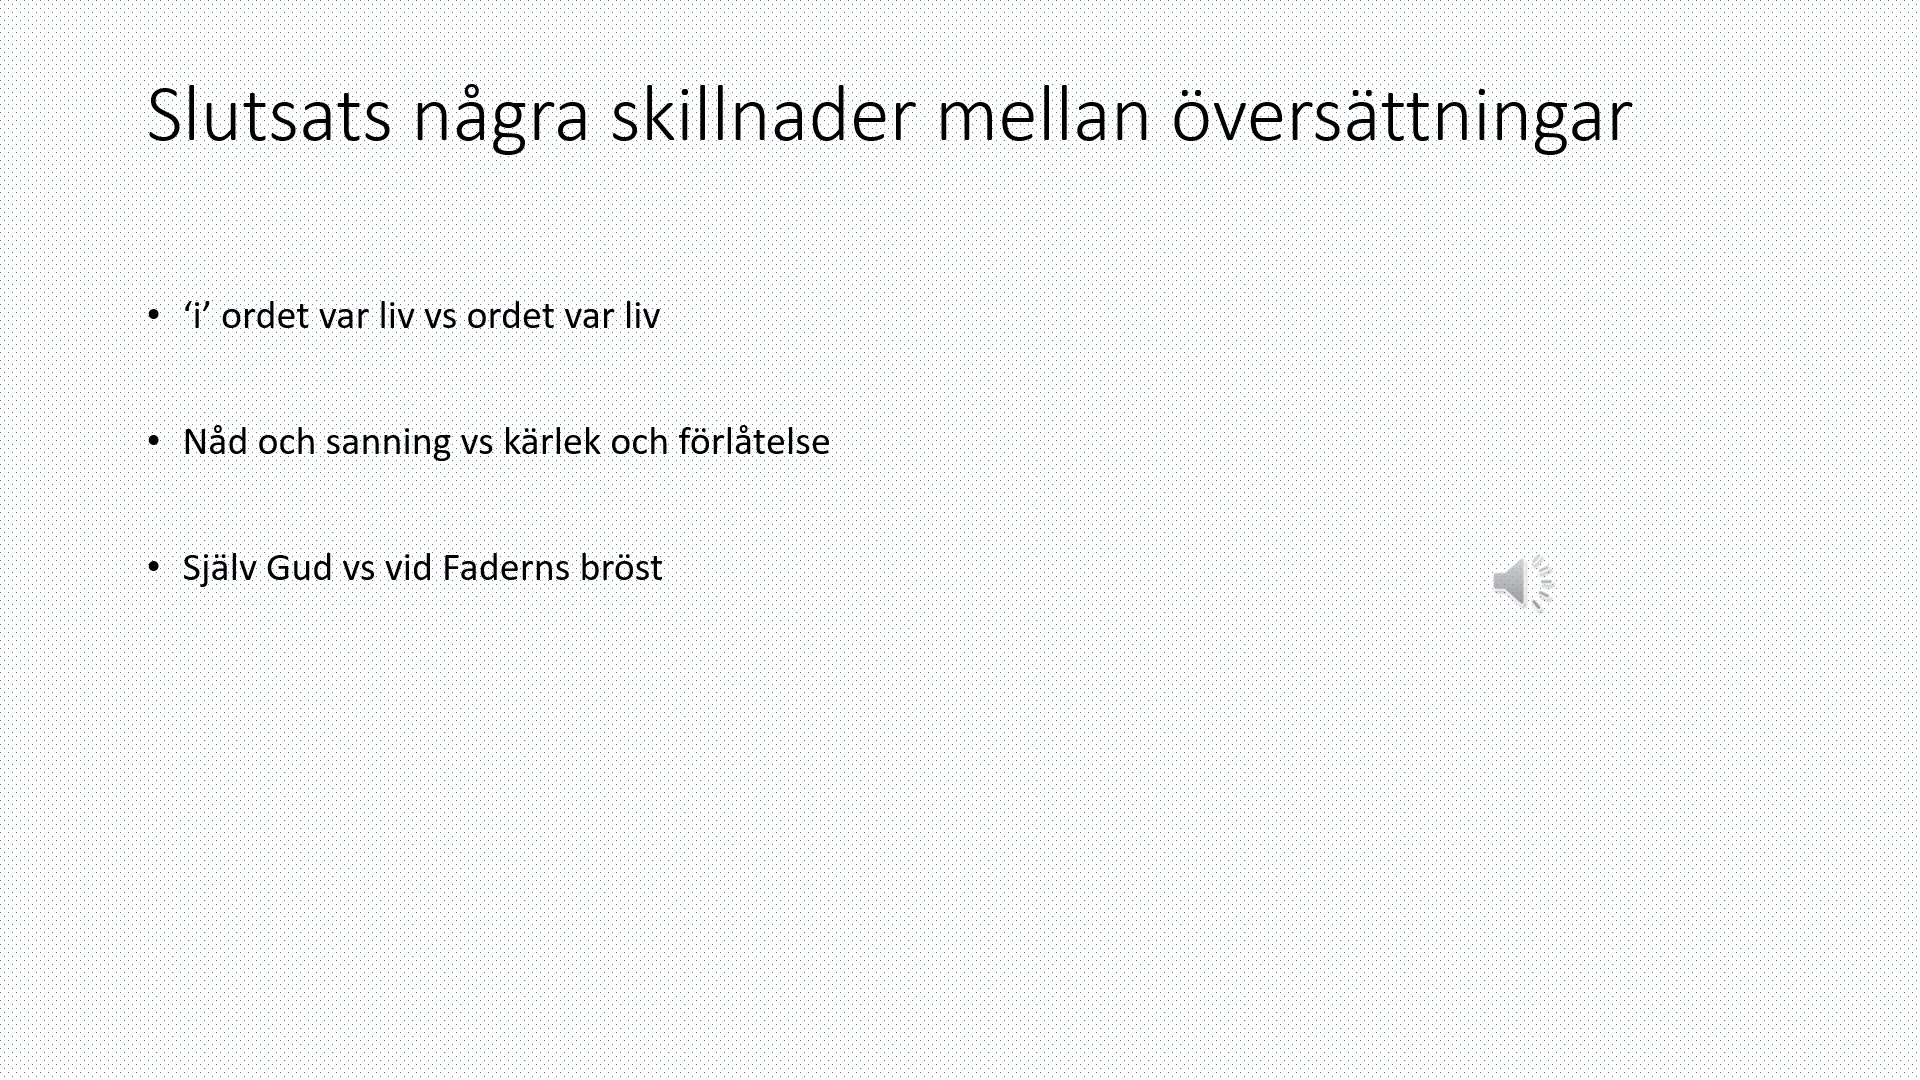 Slutsats några skillnader mellan översättningar
• ‘i’ ordet var liv vs ordet var liv
• Nåd och sanning vs kärlek och förlåtelse
• Själv Gud vs vid Faderns bröst